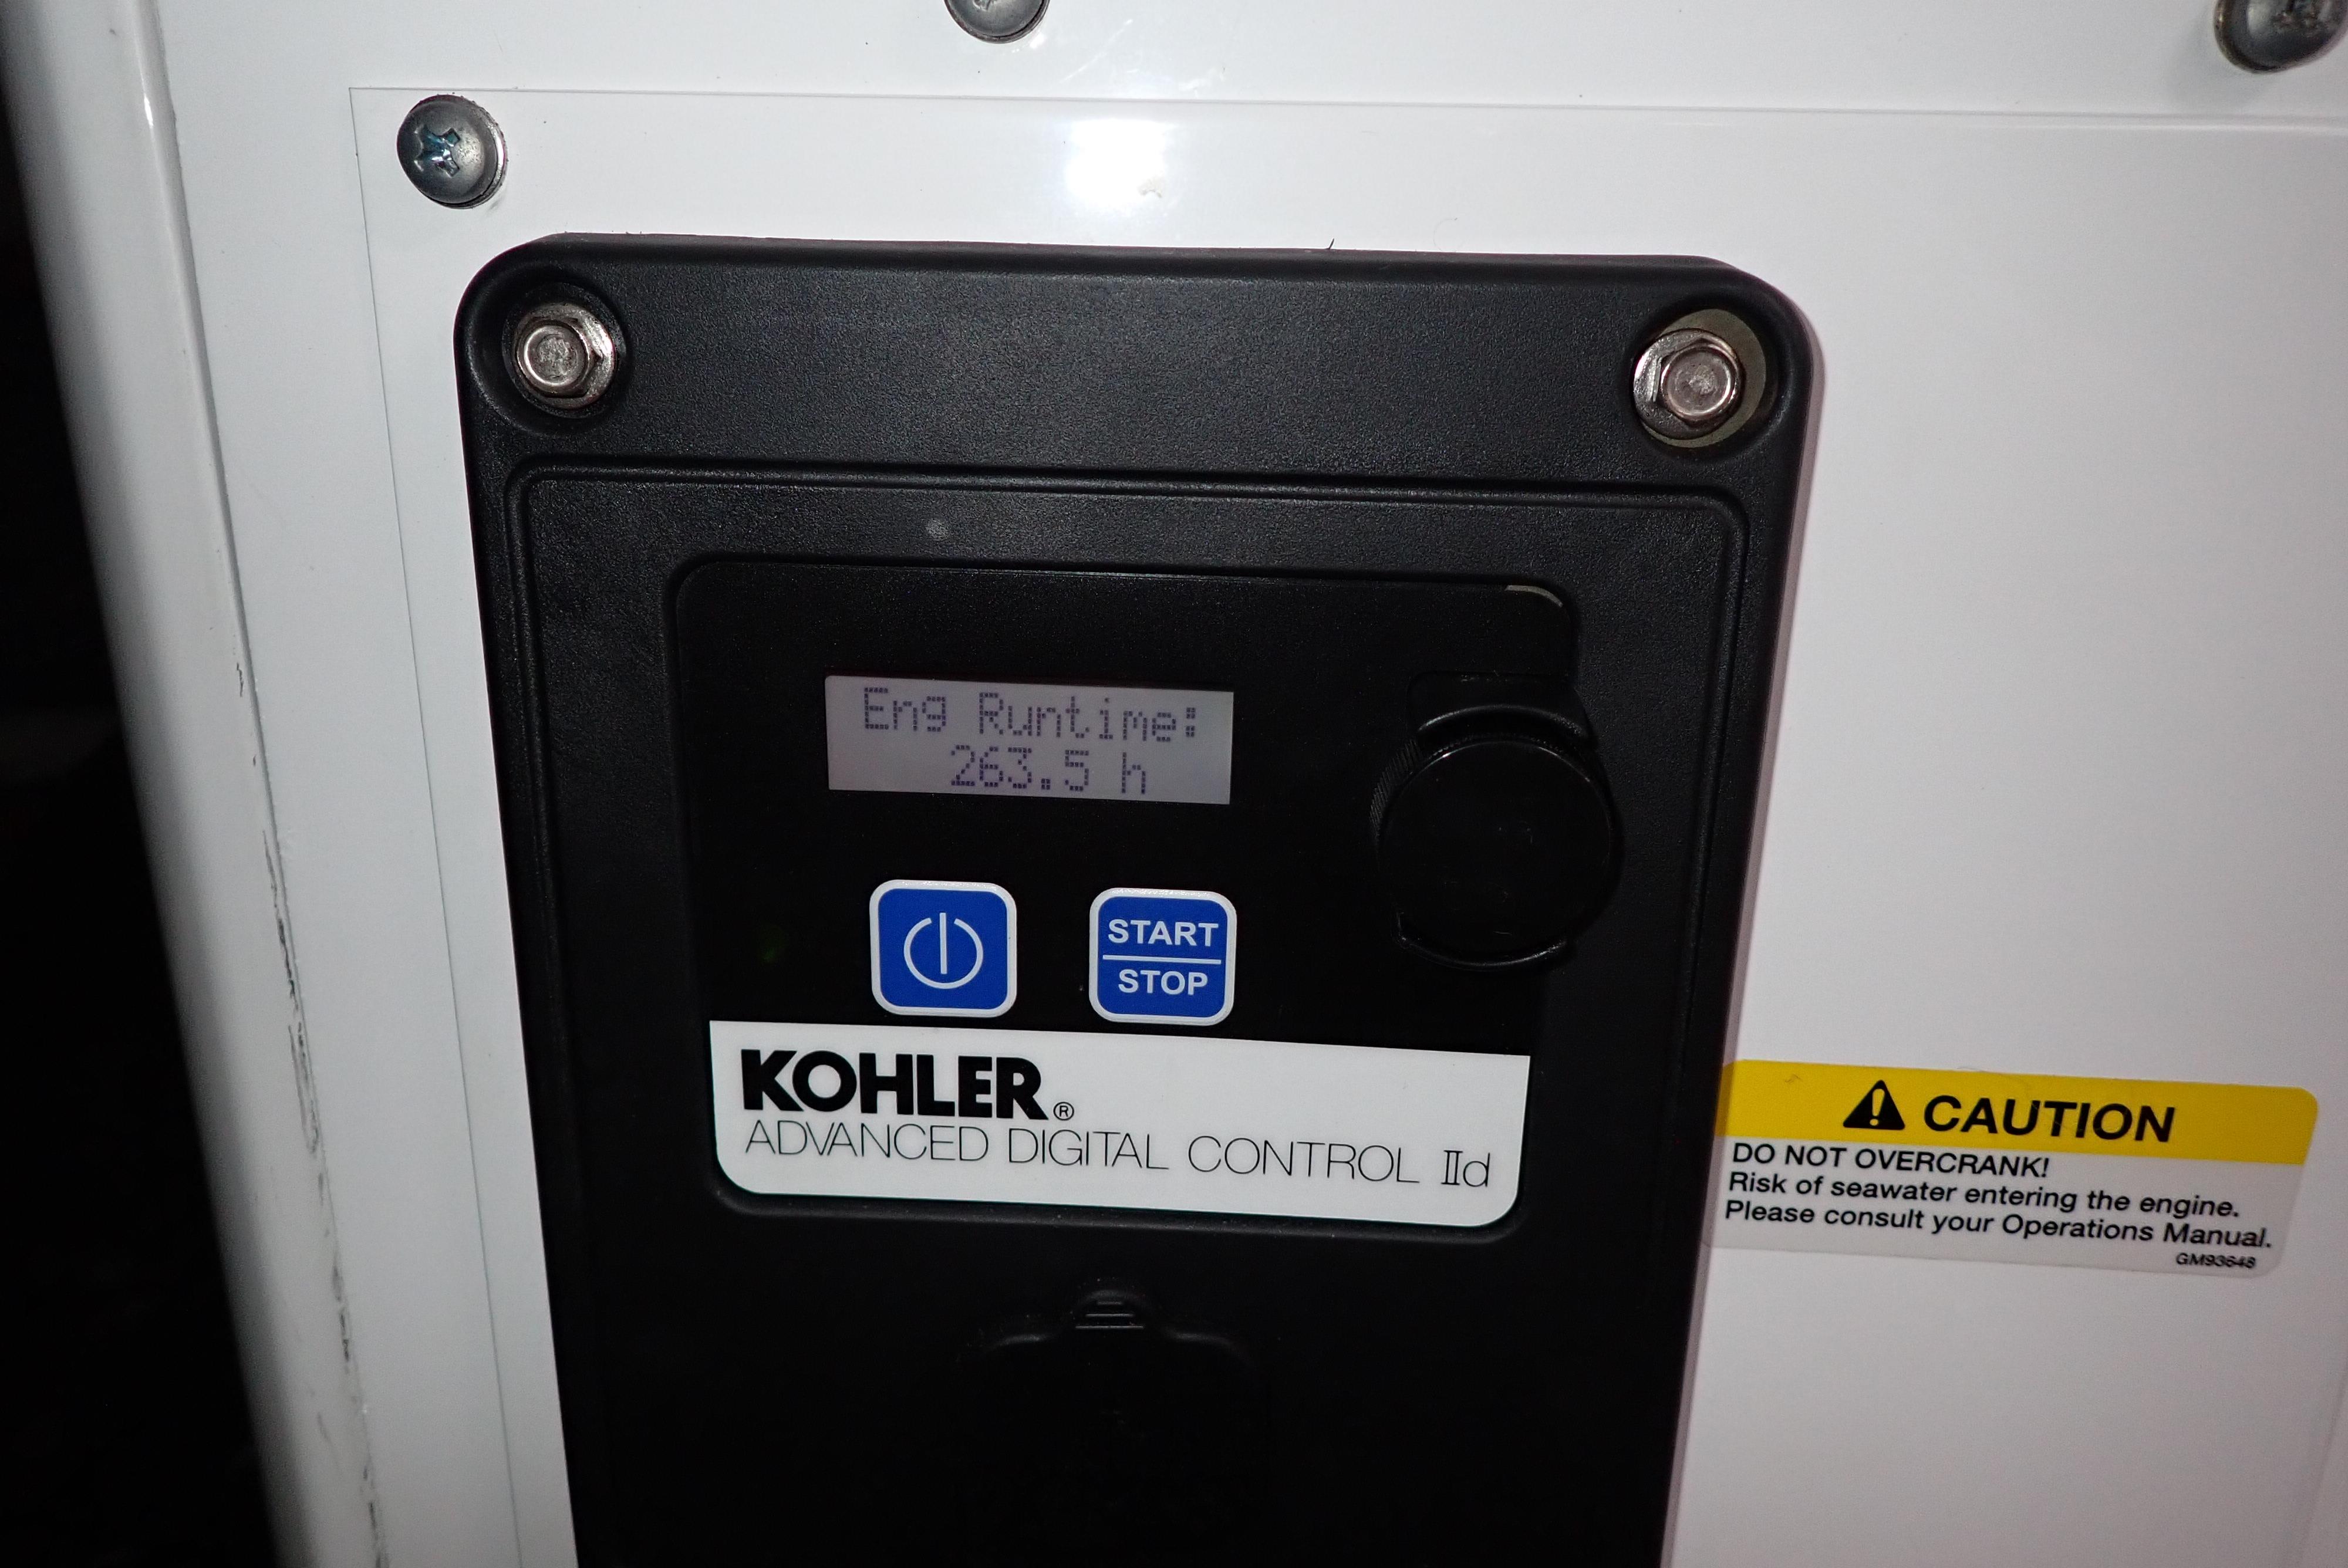 Eng Runtime:
263.5 h
START
STOP
KOHLER®
ADVANCED DIGITAL CONTROL IId
CAUTION
DO NOT OVERCRANK!
Risk of seawater entering the engine.
Please consult your Operations Manual.
GM93648